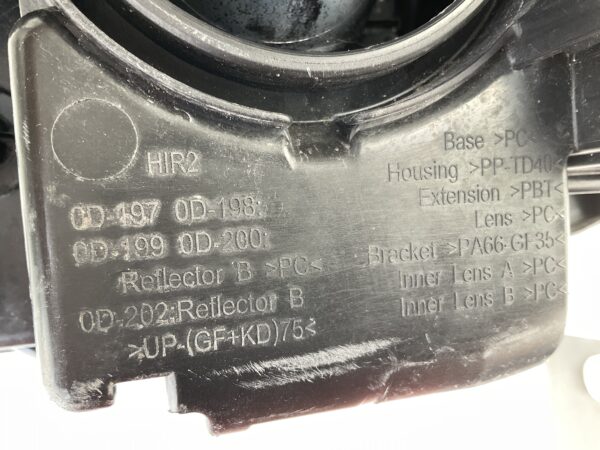 HIR2
0D-197 0D-198:
0D-199 0D-200:
Reflector B >PC<
0D-202:Reflector B
>UP-(GF+KD)75<
Base >PC<
Housing >PP-TD40<
Extension >PBT<
Lens >PC<
Bracket >PA66-GF35<
Inner Lens A >PC<
Inner Lens B >PC<